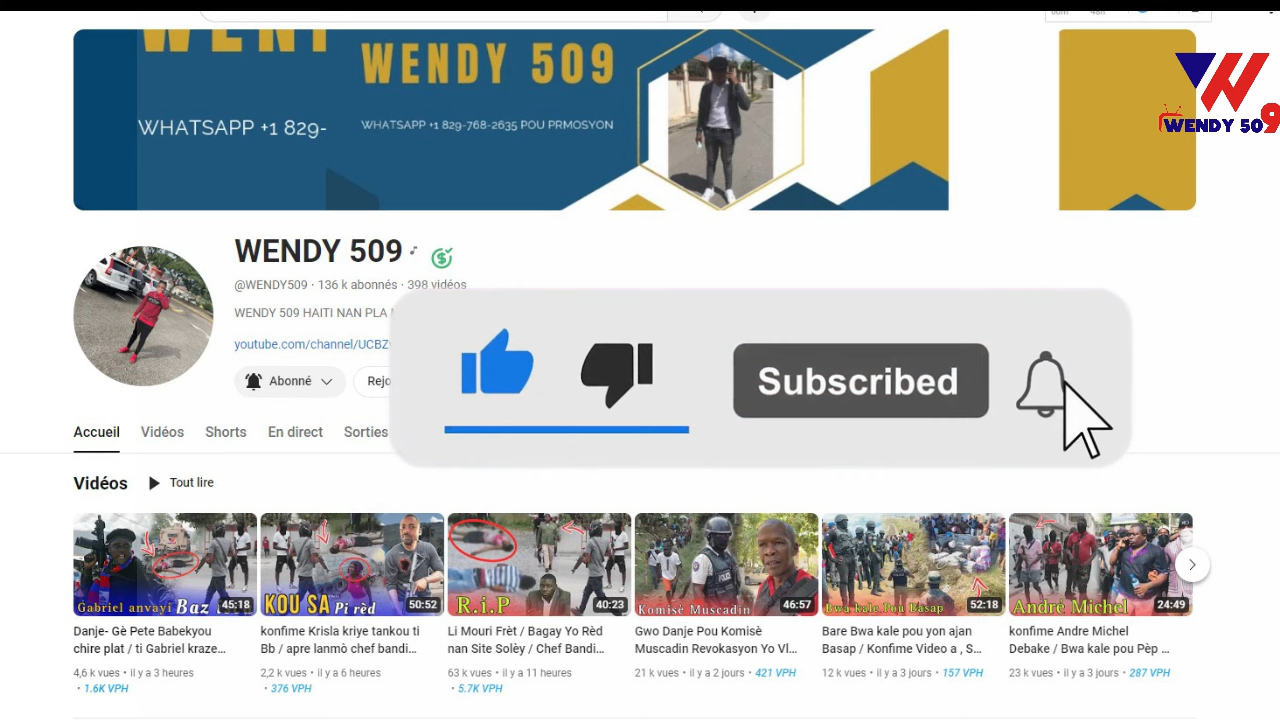 WENDY 509
WHATSAPP +1 829-
WHATSAPP +1 829-768-2635 POU PRMOSYON
WENDY 509
WENDY 509
@WENDY509 · 136 k abonnés · 398 vidéos
WENDY 509 HAITI NAN PLA
youtube.com/channel/UCBZ
Abonné
Rejo
Subscribed
Accueil Vidéos Shorts En direct Sorties
Vidéos Tout lire
Gabriel anvayi Baz
45:18
KOU SA Pi rèd
50:52
R.i.P
40:23
Komisé Muscadin
46:57
Bwa kale Pou Basap
52:18
André Michel
24:49
Danje- Gè Pete Babekyou
chire plat / ti Gabriel kraze...
4,6 k vues · il y a 3 heures
· 1.6K VPH
konfime Krisla kriye tankou ti
Bb / apre lanmò chef bandi...
2,2 k vues · il y a 6 heures
· 376 VPH
Li Mouri Frèt / Bagay Yo Rèd
nan Site Solèy / Chef Bandi...
63 k vues · il y a 11 heures
· 5.7K VPH
Gwo Danje Pou Komisè
Muscadin Revokasyon Yo Vl...
21 k vues · il y a 2 jours · 421 VPH
Bare Bwa kale pou yon ajan
Basap / Konfime Video a , S...
12 k vues · il y a 3 jours · 157 VPH
konfime Andre Michel
Debake / Bwa kale pou Pèp ...
23 k vues · il y a 3 jours · 287 VPH